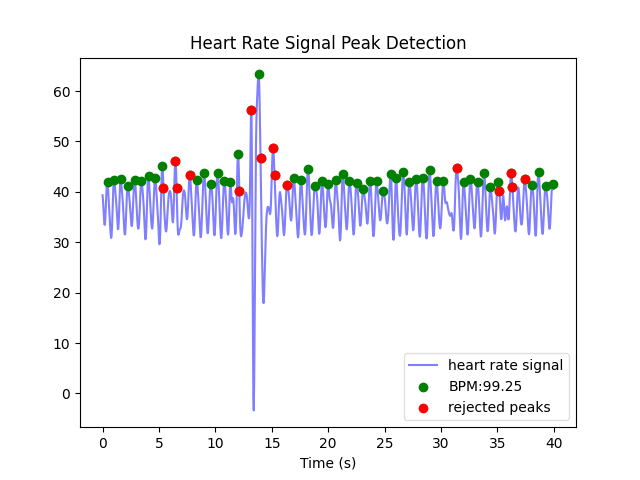 Heart Rate Signal Peak Detection
60
50
40
30
20
10
0
heart rate signal
BPM:99.25
rejected peaks
0 5 10 15 20 25 30 35 40
Time (s)